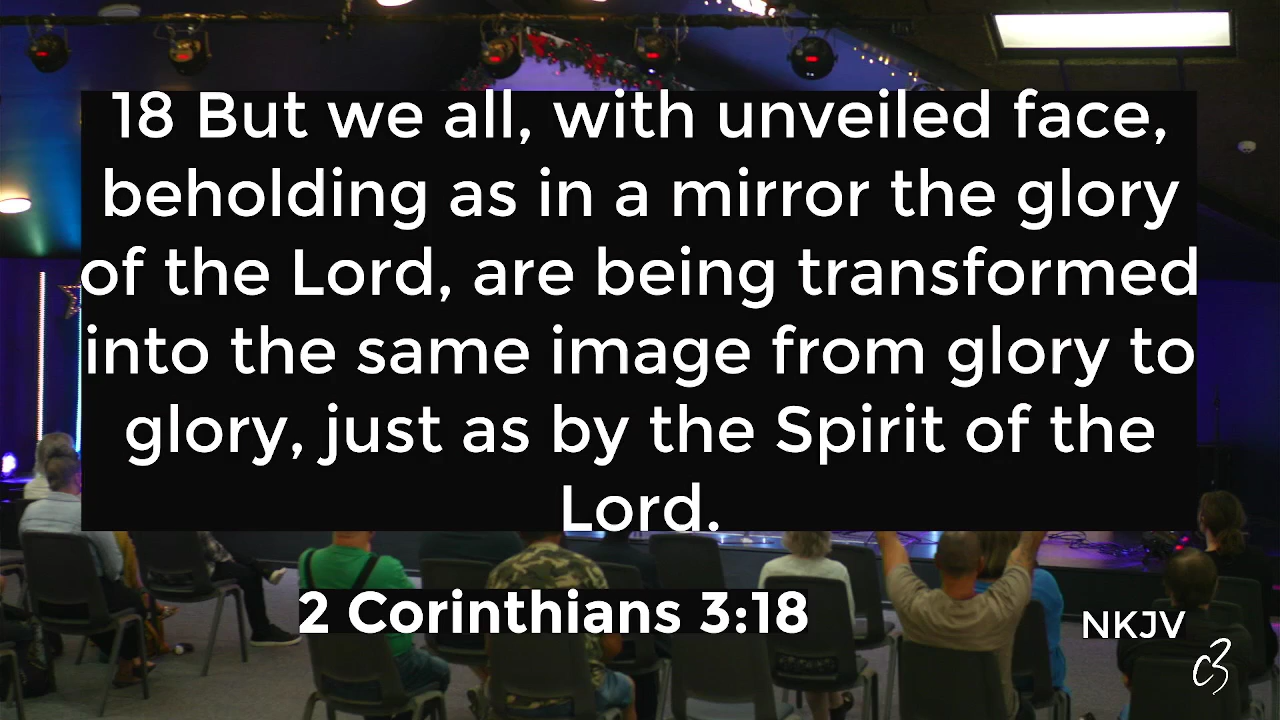 18 But we all, with unveiled face,
beholding as in a mirror the glory
of the Lord, are being transformed
into the same image from glory to
glory, just as by the Spirit of the
Lord.
2 Corinthians 3:18
NKJV
c3